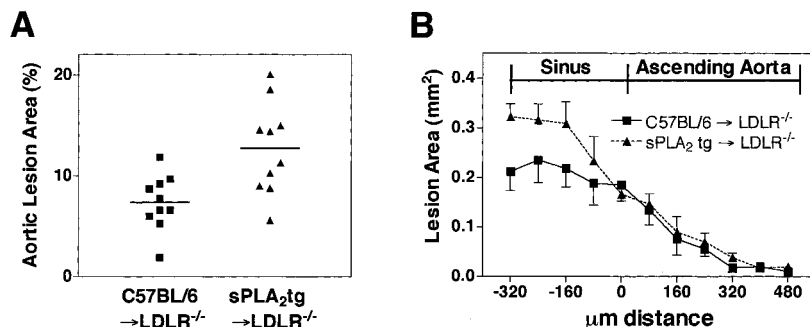 A
Aortic Lesion Area (%)
20
10
0
C57BL/6
→LDLR-/-
sPLA2tg
→LDLR-/-
B
Sinus
Ascending Aorta
C57BL/6 → LDLR-/-
sPLA2 tg → LDLR-/-
Lesion Area (mm2)
0.4
0.3
0.2
0.1
0.0
-320 -160 0 160 320 480
µm distance